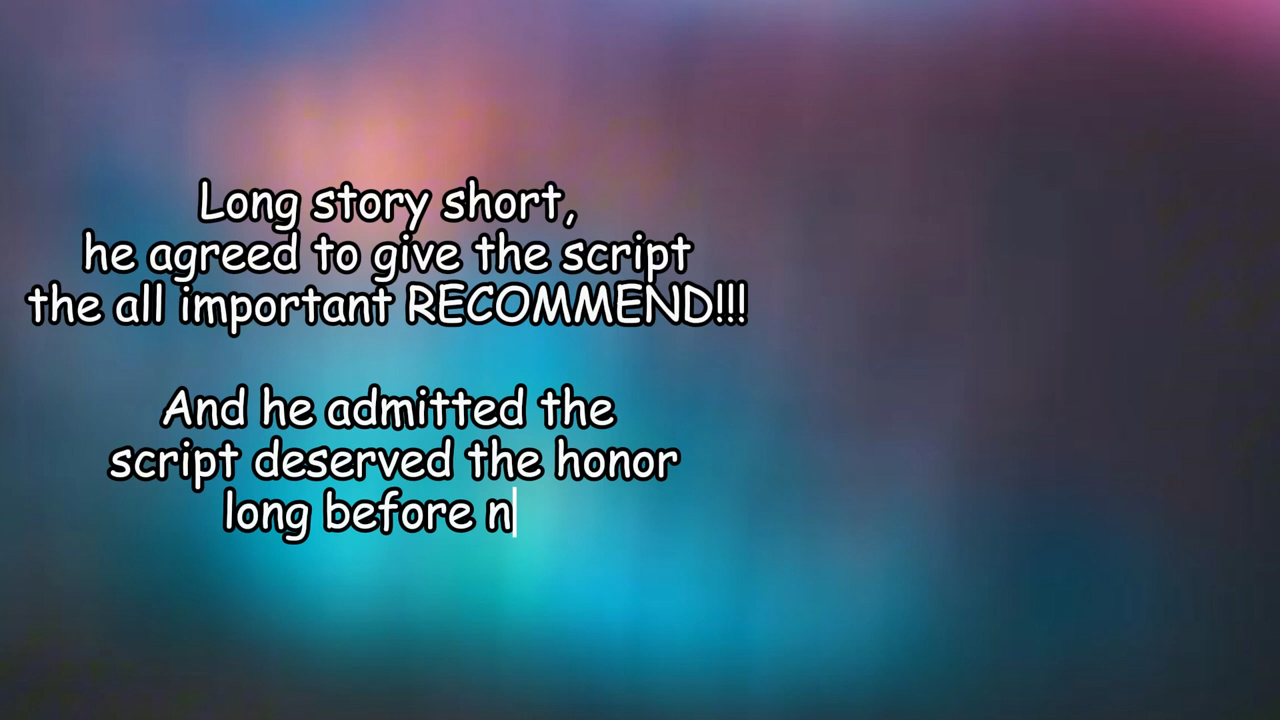 Long story short,
he agreed to give the script
the all important RECOMMEND!!!
And he admitted the
script deserved the honor
long before n